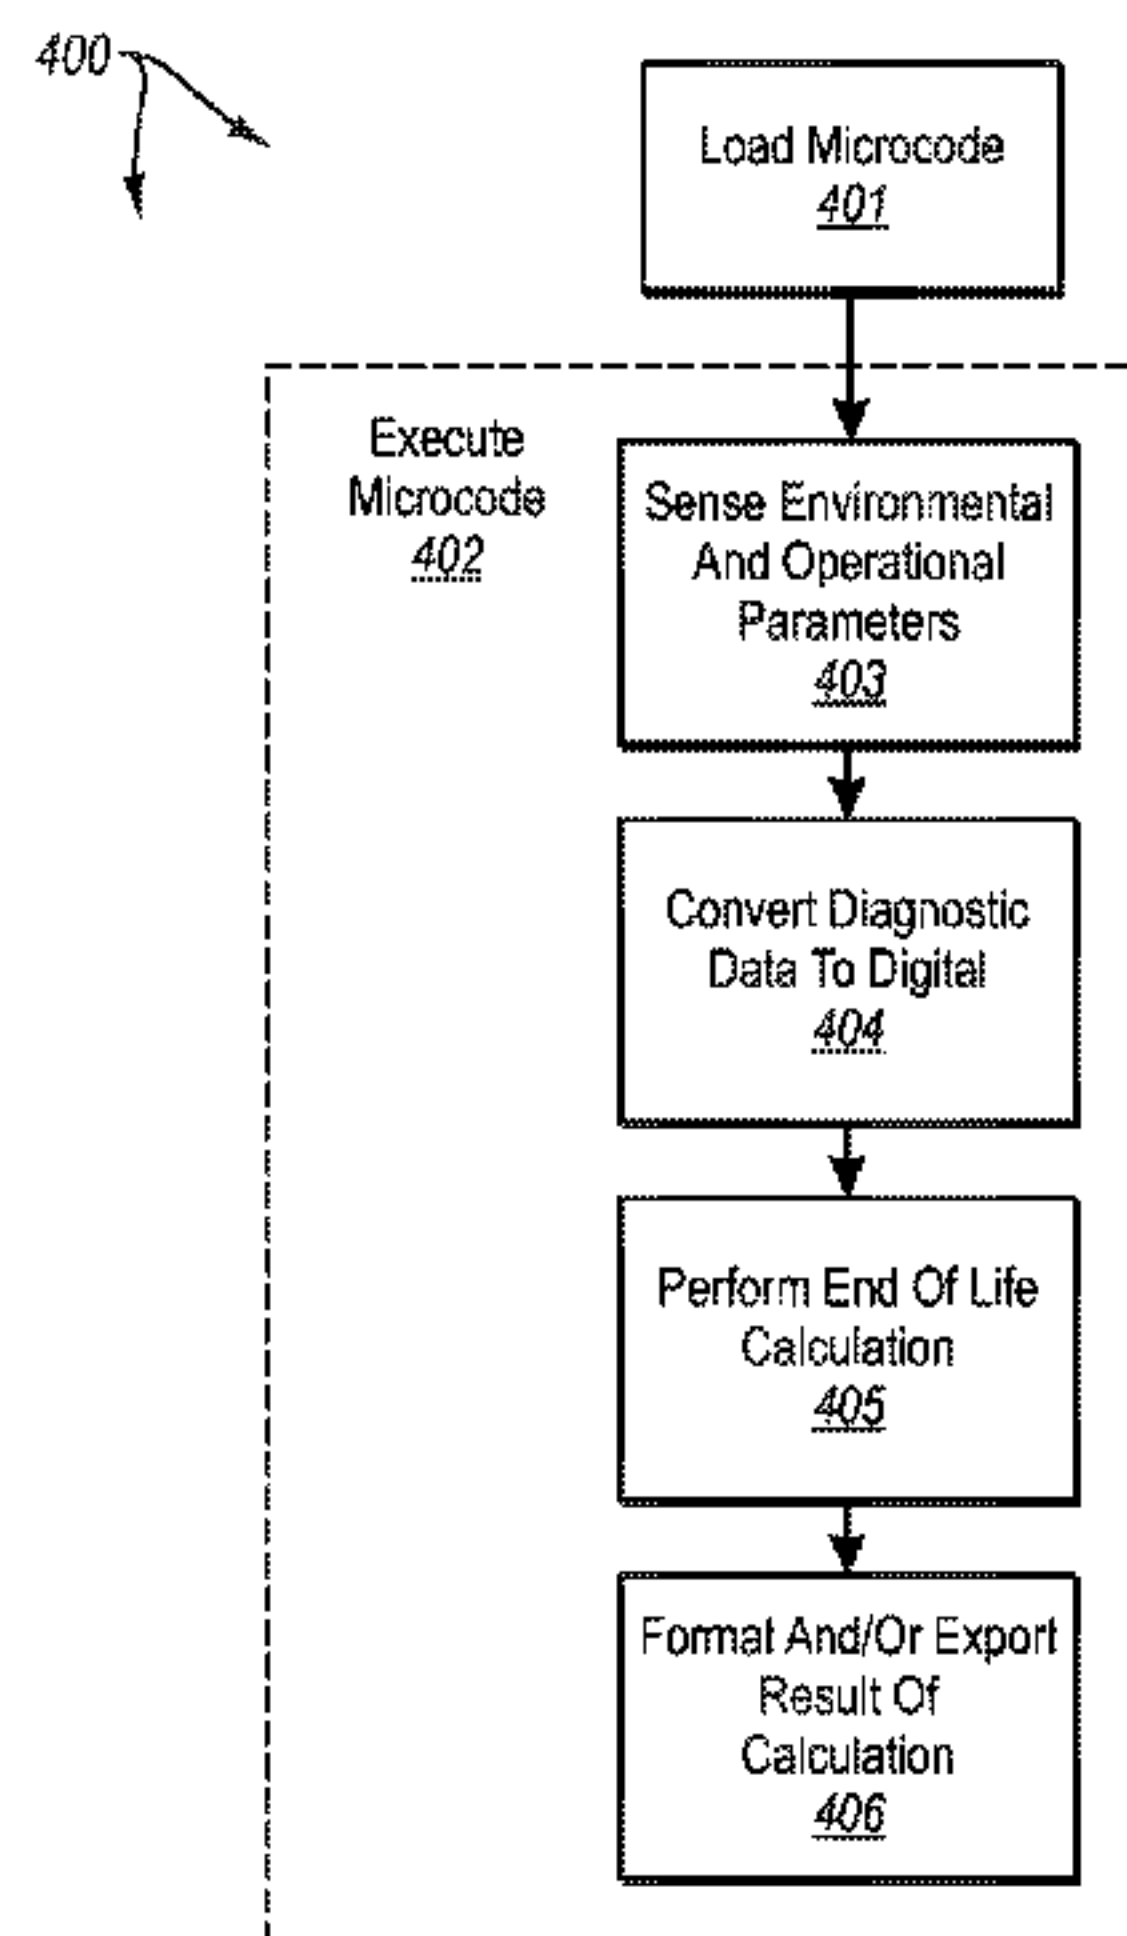 400
Load Microcode
401
Execute
Microcode
402
Sense Environmental
And Operational
Parameters
403
Convert Diagnostic
Data To Digital
404
Perform End Of Life
Calculation
405
Format And/Or Export
Result Of
Calculation
406